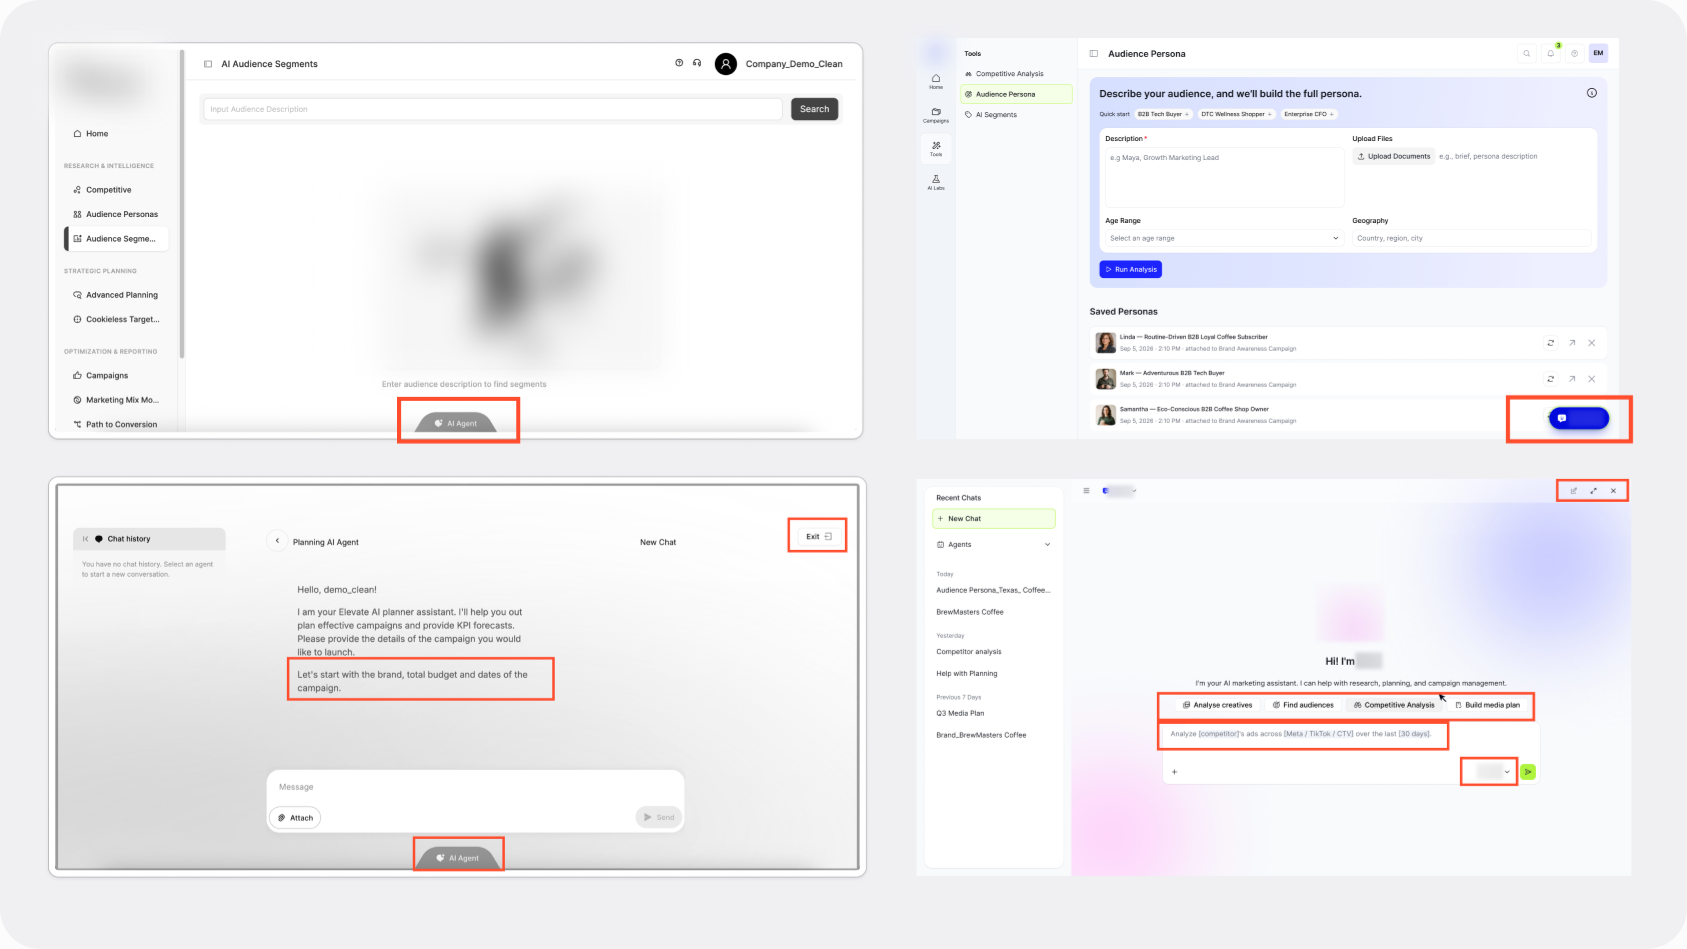 AI Audience Segments
Company_Demo_Clean
Input Audience Description
Search
Home
RESEARCH & INTELLIGENCE
Competitive
Audience Personas
Audience Segme...
STRATEGIC PLANNING
Advanced Planning
Cookieless Target...
OPTIMIZATION & REPORTING
Campaigns
Marketing Mix Mo...
Path to Conversion
Enter audience description to find segments
AI Agent
Home
Campaigns
Tools
AI Labs
Tools
Competitive Analysis
Audience Persona
AI Segments
Audience Persona
3
EM
Describe your audience, and we'll build the full persona.
Quick start B2B Tech Buyer + DTC Wellness Shopper + Enterprise CFO +
Description*
e.g Maya, Growth Marketing Lead
Upload Files
Upload Documents e.g., brief, persona description
Age Range
Select an age range
Geography
Country, region, city
Run Analysis
Saved Personas
Linda — Routine-Driven B2B Loyal Coffee Subscriber
Sep 5, 2026 · 2:10 PM · attached to Brand Awareness Campaign
Mark — Adventurous B2B Tech Buyer
Sep 5, 2026 · 2:10 PM · attached to Brand Awareness Campaign
Samantha — Eco-Conscious B2B Coffee Shop Owner
Sep 5, 2026 · 2:10 PM · attached to Brand Awareness Campaign
Chat history
You have no chat history. Select an agent
to start a new conversation.
Planning AI Agent
New Chat
Exit
Hello, demo_clean!
I am your Elevate AI planner assistant. I'll help you out
plan effective campaigns and provide KPI forecasts.
Please provide the details of the campaign you would
like to launch.
Let's start with the brand, total budget and dates of the
campaign.
Message
Attach
Send
AI Agent
Recent Chats
+ New Chat
Agents
Today
Audience Persona_Texas_ Coffee...
BrewMasters Coffee
Yesterday
Competitor analysis
Help with Planning
Previous 7 Days
Q3 Media Plan
Brand_BrewMasters Coffee
Hi! I'm
I'm your AI marketing assistant. I can help with research, planning, and campaign management.
Analyse creatives
Find audiences
Competitive Analysis
Build media plan
Analyze [competitor]'s ads across [Meta / TikTok / CTV] over the last [30 days].
+